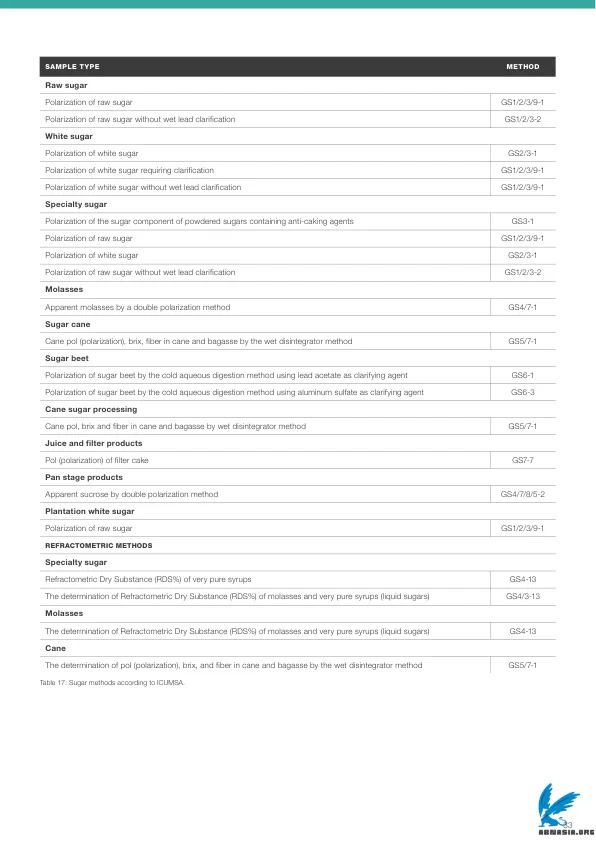 SAMPLE TYPE METHOD
Raw sugar
Polarization of raw sugar GS1/2/3/9-1
Polarization of raw sugar without wet lead clarification GS1/2/3-2
White sugar
Polarization of white sugar GS2/3-1
Polarization of white sugar requiring clarification GS1/2/3/9-1
Polarization of white sugar without wet lead clarification GS1/2/3/9-1
Specialty sugar
Polarization of the sugar component of powdered sugars containing anti-caking agents GS3-1
Polarization of raw sugar GS1/2/3/9-1
Polarization of white sugar GS2/3-1
Polarization of raw sugar without wet lead clarification GS1/2/3-2
Molasses
Apparent molasses by a double polarization method GS4/7-1
Sugar cane
Cane pol (polarization), brix, fiber in cane and bagasse by the wet disintegrator method GS5/7-1
Sugar beet
Polarization of sugar beet by the cold aqueous digestion method using lead acetate as clarifying agent GS6-1
Polarization of sugar beet by the cold aqueous digestion method using aluminum sulfate as clarifying agent GS6-3
Cane sugar processing
Cane pol, brix and fiber in cane and bagasse by wet disintegrator method GS5/7-1
Juice and filter products
Pol (polarization) of filter cake GS7-7
Pan stage products
Apparent sucrose by double polarization method GS4/7/8/5-2
Plantation white sugar
Polarization of raw sugar GS1/2/3/9-1
REFRACTOMETRIC METHODS
Specialty sugar
Refractometric Dry Substance (RDS%) of very pure syrups GS4-13
The determination of Refractometric Dry Substance (RDS%) of molasses and very pure syrups (liquid sugars) GS4/3-13
Molasses
The determination of Refractometric Dry Substance (RDS%) of molasses and very pure syrups (liquid sugars) GS4-13
Cane
The determination of pol (polarization), brix, and fiber in cane and bagasse by the wet disintegrator method GS5/7-1
Table 17: Sugar methods according to ICUMSA.
ABNASIA.ORG